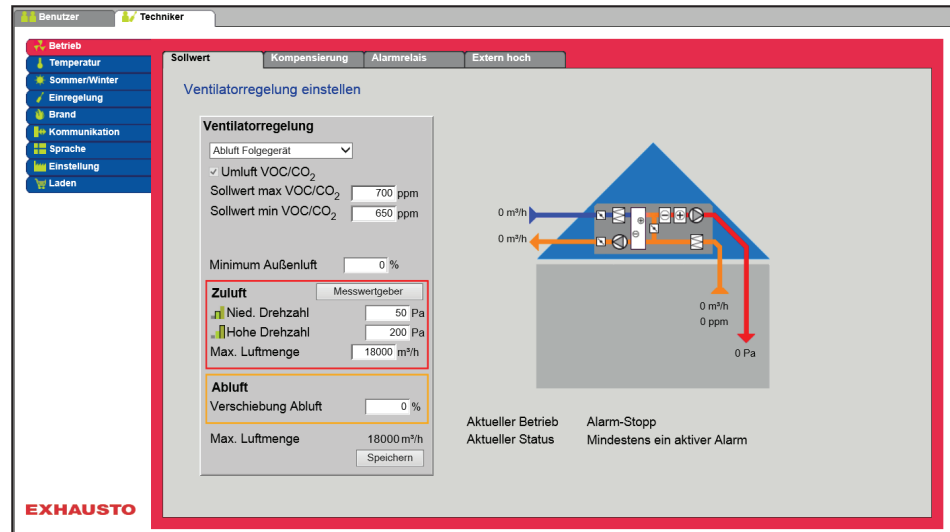 Benutzer
Techniker
Betrieb
Temperatur
Sommer/Winter
Einregelung
Brand
Kommunikation
Sprache
Einstellung
Laden
Sollwert
Kompensierung
Alarmrelais
Extern hoch
Ventilatorregelung einstellen
Ventilatorregelung
Abluft Folgegerät
Umluft VOC/CO2
Sollwert max VOC/CO2 700 ppm
Sollwert min VOC/CO2 650 ppm
Minimum Außenluft 0 %
Zuluft Messwertgeber
Nied. Drehzahl 50 Pa
Hohe Drehzahl 200 Pa
Max. Luftmenge 18000 m³/h
Abluft
Verschiebung Abluft 0 %
Max. Luftmenge 18000 m³/h
Speichern
0 m³/h
0 m³/h
0 m³/h
0 ppm
0 Pa
Aktueller Betrieb Alarm-Stopp
Aktueller Status Mindestens ein aktiver Alarm
EXHAUSTO